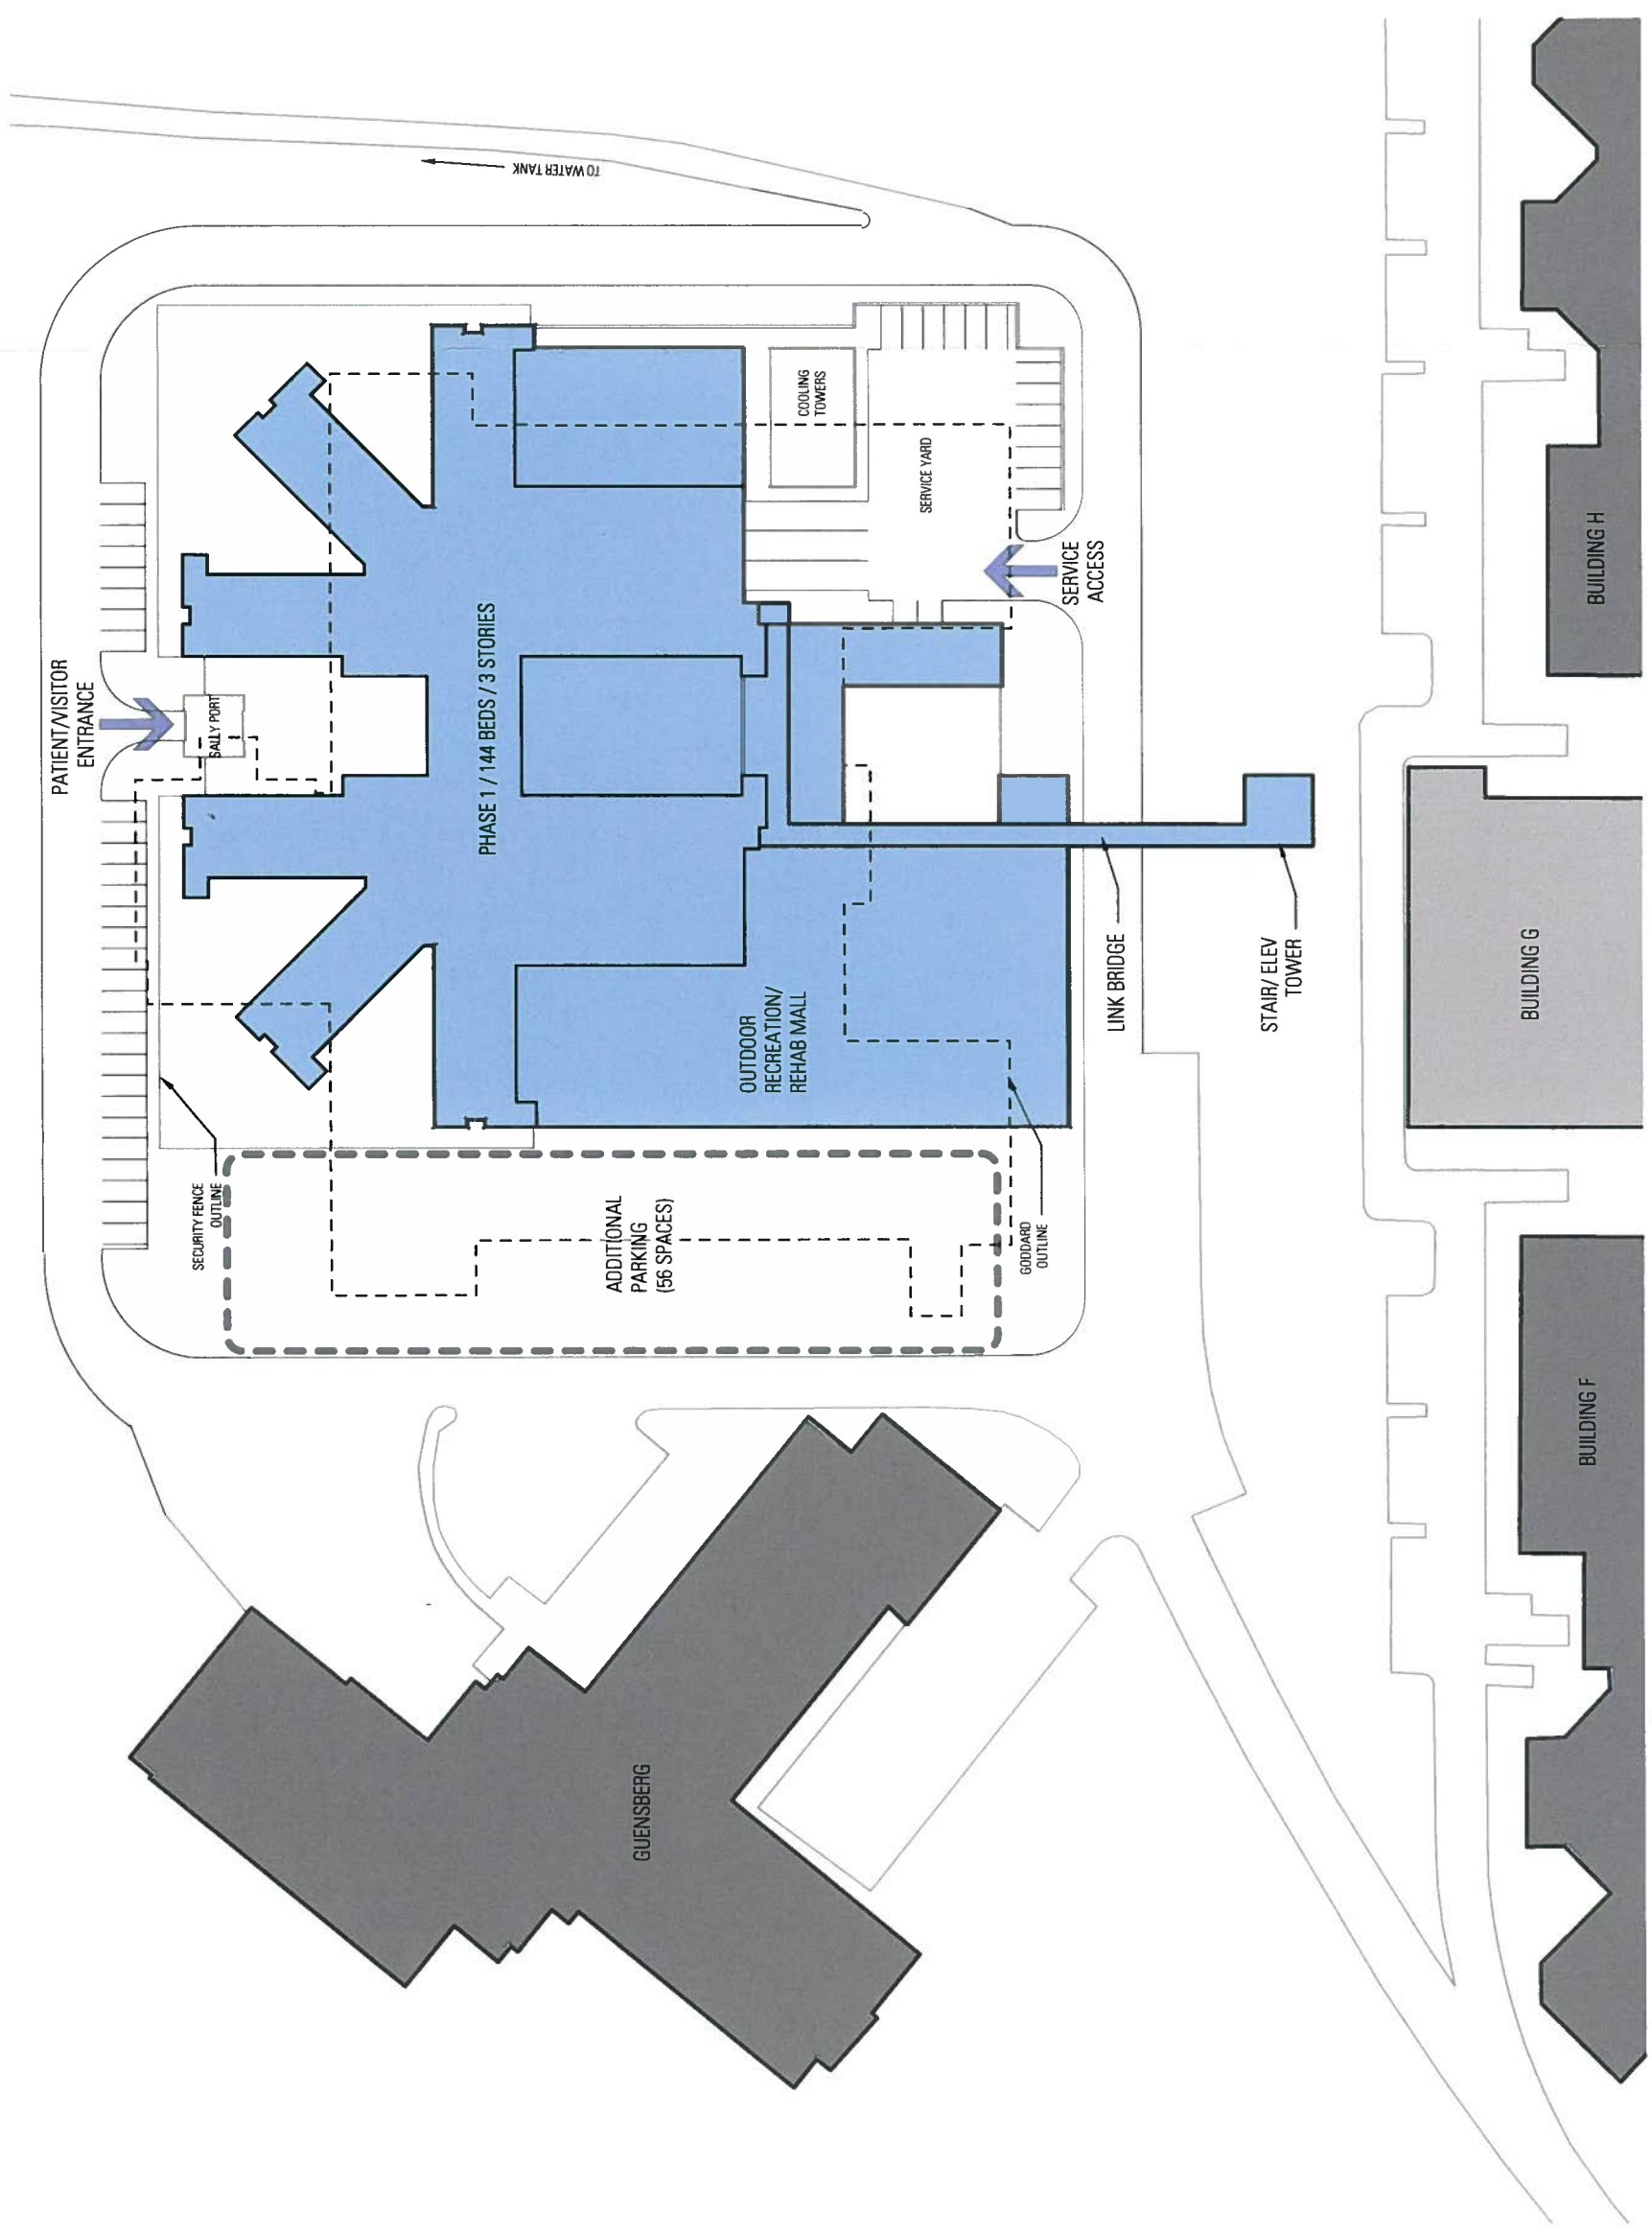 TO WATER TANK
PATIENT/VISITOR
ENTRANCE
SALLY PORT
PHASE 1 / 144 BEDS / 3 STORIES
COOLING
TOWERS
SERVICE YARD
SERVICE
ACCESS
BUILDING H
OUTDOOR
RECREATION/
REHAB MALL
LINK BRIDGE
STAIR/ ELEV
TOWER
BUILDING G
SECURITY FENCE
OUTLINE
ADDITIONAL
PARKING
(56 SPACES)
GODDARD
OUTLINE
BUILDING F
GUENSBERG